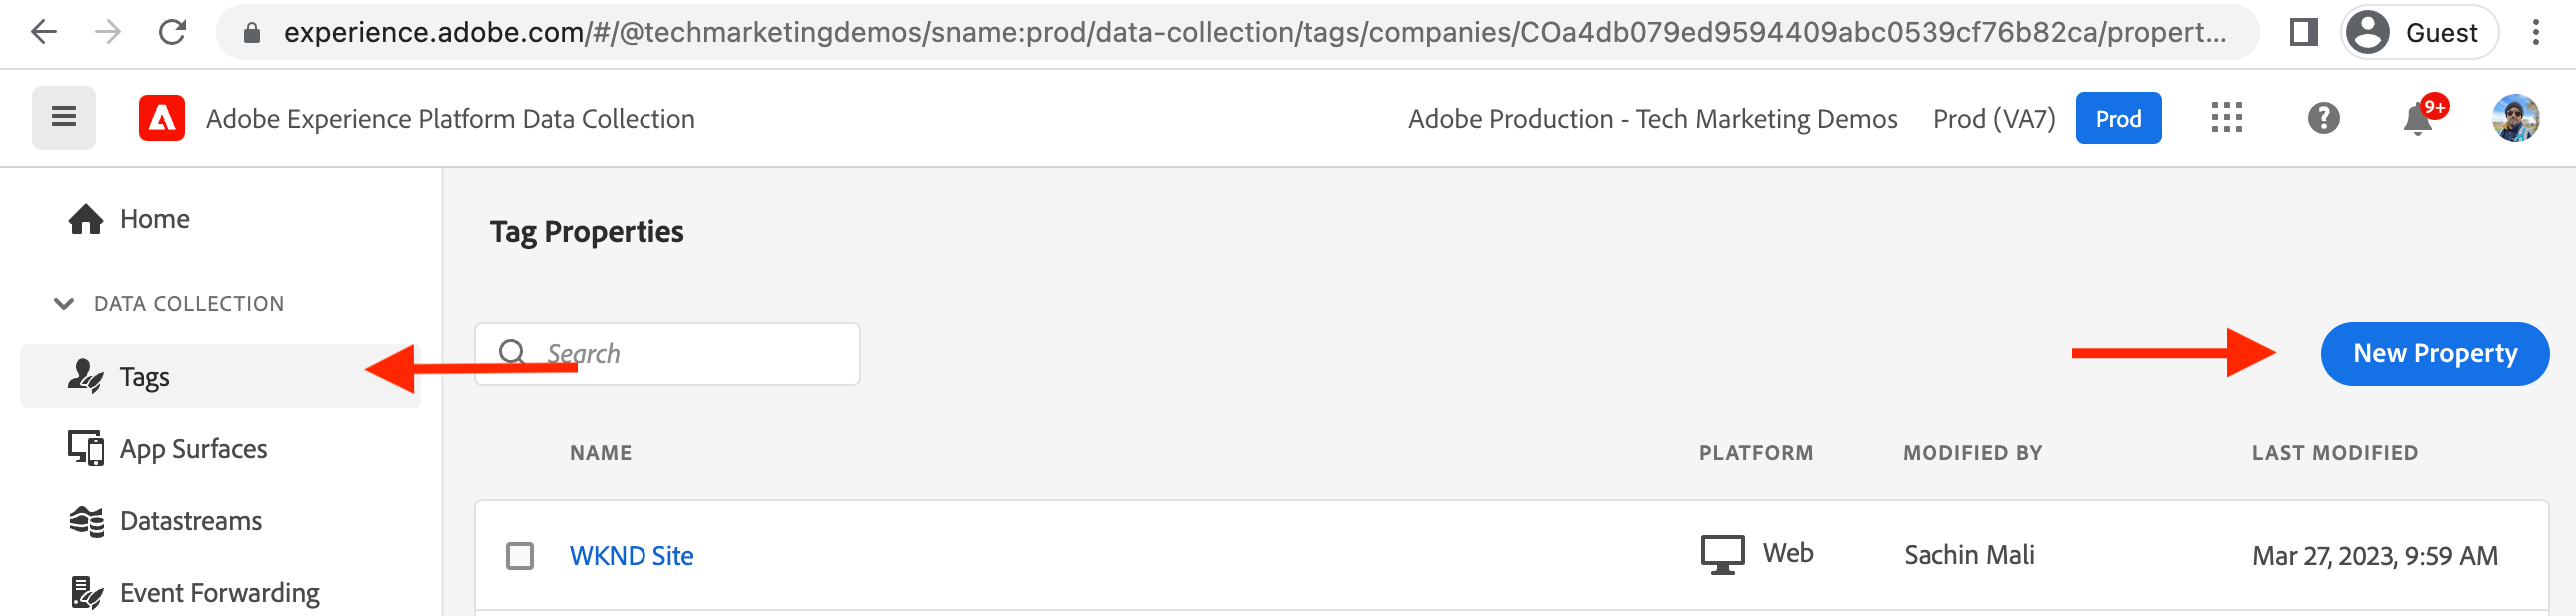 experience.adobe.com/#/@techmarketingdemos/sname:prod/data-collection/tags/companies/COa4db079ed9594409abc0539cf76b82ca/propert...
Guest
Adobe Experience Platform Data Collection
Adobe Production - Tech Marketing Demos
Prod (VA7)
Prod
9+
Home
DATA COLLECTION
Tags
App Surfaces
Datastreams
Event Forwarding
Tag Properties
Search
New Property
NAME PLATFORM MODIFIED BY LAST MODIFIED
WKND Site Web Sachin Mali Mar 27, 2023, 9:59 AM